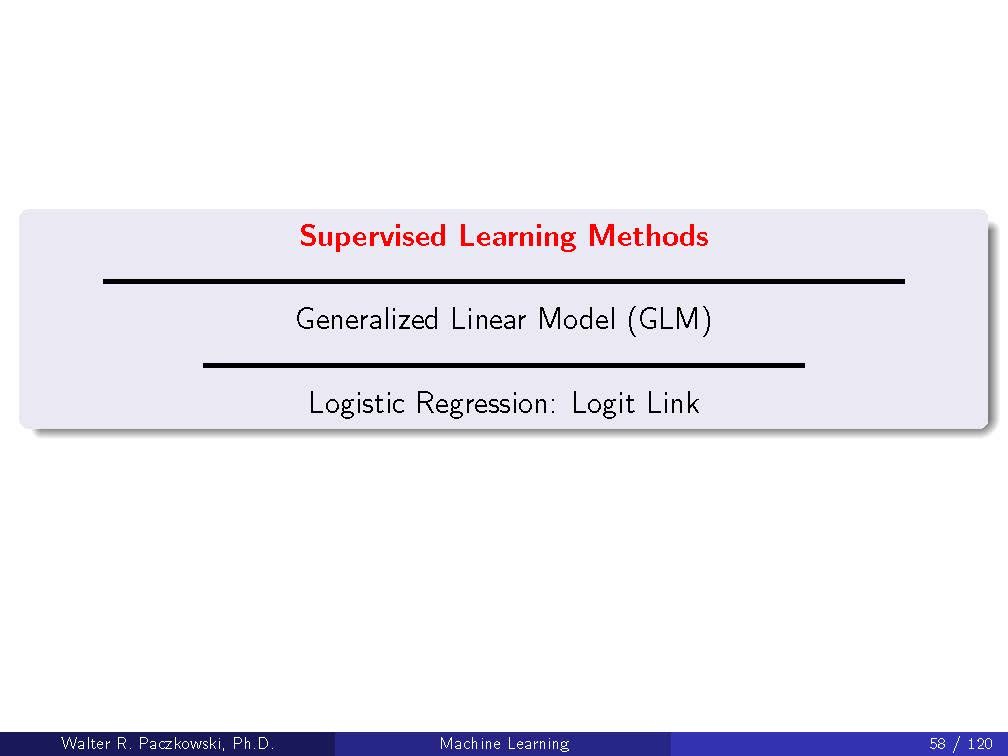 Supervised Learning Methods
Generalized Linear Model (GLM)
Logistic Regression: Logit Link
Walter R. Paczkowski, Ph.D. Machine Learning 58 / 120